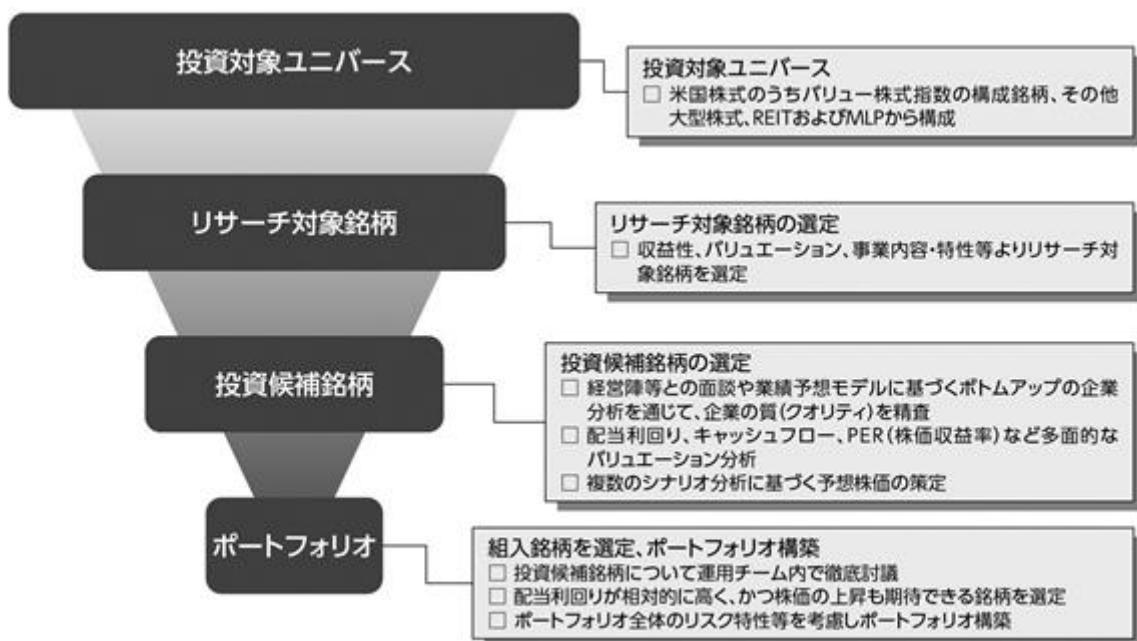 投資対象ユニバース
投資対象ユニバース
□ 米国株式のうちバリュー株式指数の構成銘柄、その他
大型株式、REITおよびMLPから構成
リサーチ対象銘柄
リサーチ対象銘柄の選定
□ 収益性、バリュエーション、事業内容・特性等よりリサーチ対
象銘柄を選定
投資候補銘柄
投資候補銘柄の選定
□ 経営陣等との面談や業績予想モデルに基づくボトムアップの企業
分析を通じて、企業の質(クオリティ)を精査
□ 配当利回り、キャッシュフロー、PER(株価収益率)など多面的な
バリュエーション分析
□ 複数のシナリオ分析に基づく予想株価の策定
ポートフォリオ
組入銘柄を選定、ポートフォリオ構築
□ 投資候補銘柄について運用チーム内で徹底討議
□ 配当利回りが相対的に高く、かつ株価の上昇も期待できる銘柄を選定
□ ポートフォリオ全体のリスク特性等を考慮しポートフォリオ構築